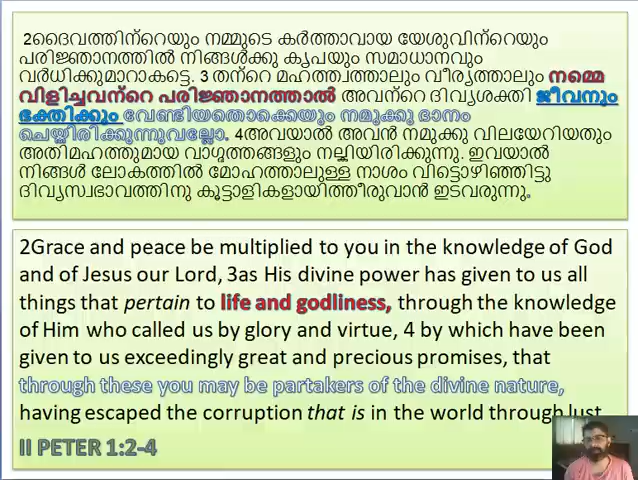 2ദൈവത്തിന്റെയും നമ്മുടെ കർത്താവായ യേശുവിന്റെയും
പരിജ്ഞാനത്തിൽ നിങ്ങൾക്കു കൃപയും സമാധാനവും
വർധിക്കുമാറാകട്ടെ. 3 തന്റെ മഹത്ത്വത്താലും വീര്യത്താലും നമ്മെ
വിളിച്ചവന്റെ പരിജ്ഞാനത്താൽ അവന്റെ ദിവ്യശക്തി ജീവനും
ഭക്തിക്കും വേണ്ടിയതൊക്കെയും നമുക്കു ദാനം
ചെയ്തിരിക്കുന്നുവല്ലോ. 4അവയാൽ അവൻ നമുക്കു വിലയേറിയതും
അതിമഹത്തുമായ വാഗ്ദത്തങ്ങളും നല്കിയിരിക്കുന്നു. ഇവയാൽ
നിങ്ങൾ ലോകത്തിൽ മോഹത്താലുള്ള നാശം വിട്ടൊഴിഞ്ഞിട്ടു
ദിവ്യസ്വഭാവത്തിനു കൂട്ടാളികളായിത്തീരുവാൻ ഇടവരുന്നു.
2Grace and peace be multiplied to you in the knowledge of God
and of Jesus our Lord, 3as His divine power has given to us all
things that pertain to life and godliness, through the knowledge
of Him who called us by glory and virtue, 4 by which have been
given to us exceedingly great and precious promises, that
through these you may be partakers of the divine nature,
having escaped the corruption that is in the world through lust
II PETER 1:2-4